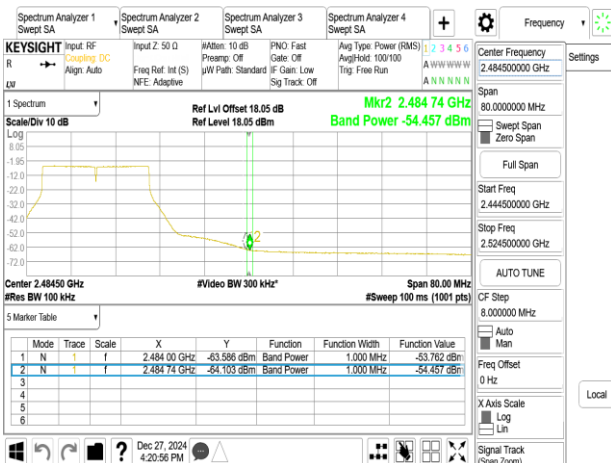 Spectrum Analyzer 1
Swept SA
Spectrum Analyzer 2
Swept SA
Spectrum Analyzer 3
Swept SA
Spectrum Analyzer 4
Swept SA
+
Frequency
KEYSIGHT
R
Input: RF
Coupling: DC
Align: Auto
Input Z: 50 Ω
Freq Ref: Int (S)
NFE: Adaptive
#Atten: 10 dB
Preamp: Off
µW Path: Standard
PNO: Fast
Gate: Off
IF Gain: Low
Sig Track: Off
Avg Type: Power (RMS)
Avg|Hold: 100/100
Trig: Free Run
1 2 3 4 5 6
A W W W W W
A N N N N N
1 Spectrum
Scale/Div 10 dB
Ref Lvl Offset 18.05 dB
Ref Level 18.05 dBm
Mkr2 2.484 74 GHz
Band Power -54.457 dBm
Log
8.05
-1.95
-12.0
-22.0
-32.0
-42.0
-52.0
-62.0
-72.0
2
Center 2.48450 GHz
#Res BW 100 kHz
#Video BW 300 kHz*
Span 80.00 MHz
#Sweep 100 ms (1001 pts)
5 Marker Table
Mode Trace Scale X Y Function Function Width Function Value
1 N 1 f 2.484 00 GHz -63.586 dBm Band Power 1.000 MHz -53.762 dBm
2 N 1 f 2.484 74 GHz -64.103 dBm Band Power 1.000 MHz -54.457 dBm
3
4
5
6
?
Dec 27, 2024
4:20:56 PM
Center Frequency
2.484500000 GHz
Span
80.0000000 MHz
Swept Span
Zero Span
Full Span
Start Freq
2.444500000 GHz
Stop Freq
2.524500000 GHz
AUTO TUNE
CF Step
8.000000 MHz
Auto
Man
Freq Offset
0 Hz
X Axis Scale
Log
Lin
Signal Track
(Span Zoom)
Settings
Local